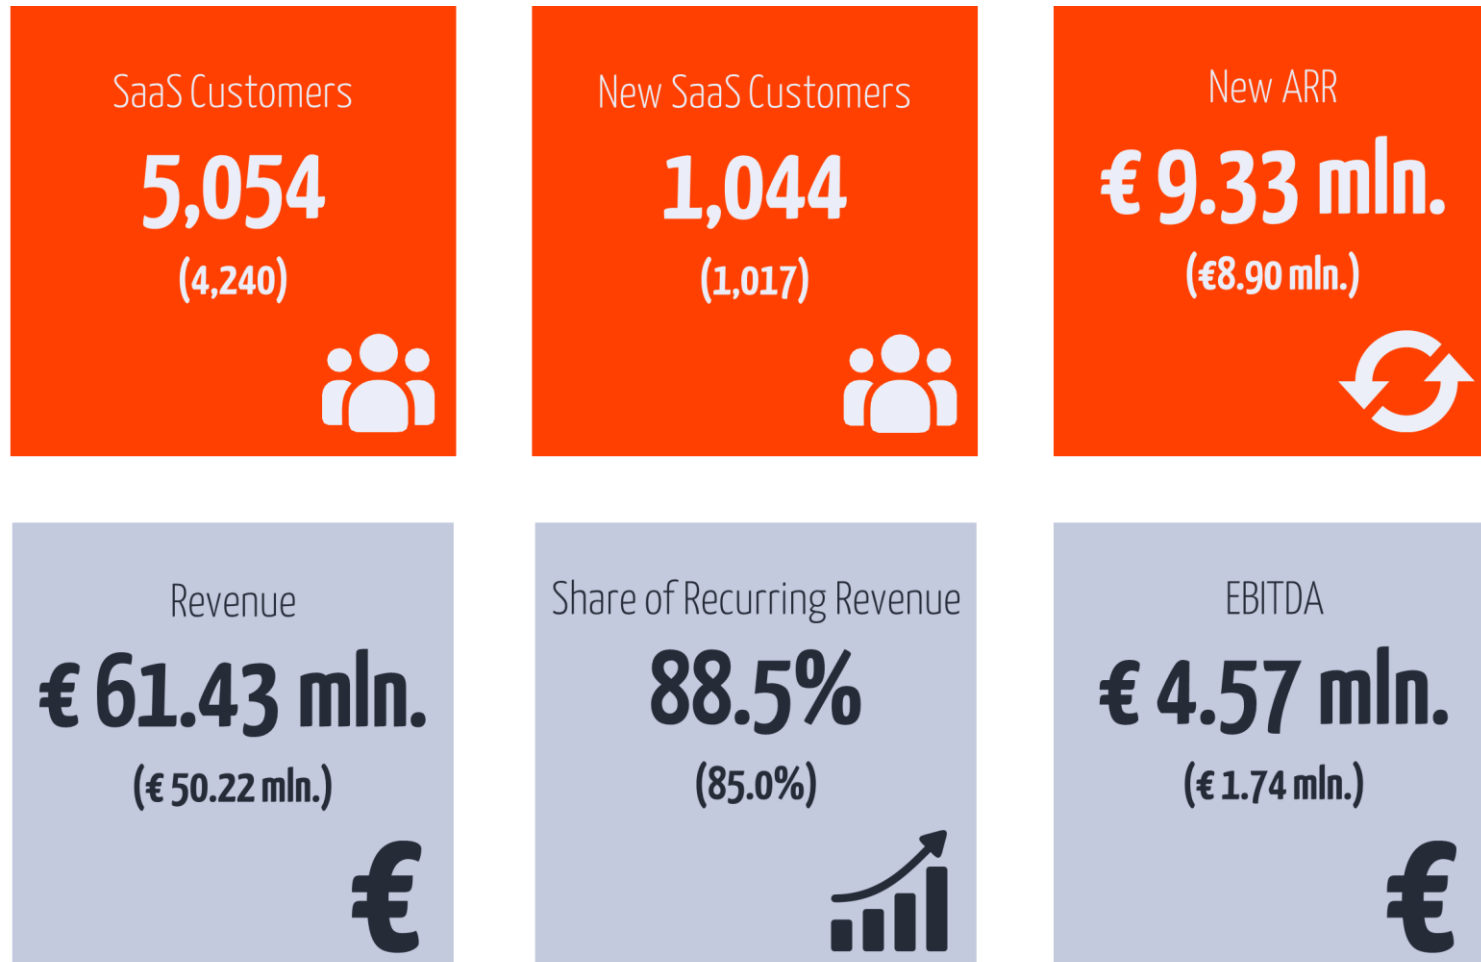 SaaS Customers
5,054
(4,240)
New SaaS Customers
1,044
(1,017)
New ARR
€ 9.33 mln.
(€8.90 mln.)
Revenue
€ 61.43 mln.
(€ 50.22 mln.)
€
Share of Recurring Revenue
88.5%
(85.0%)
EBITDA
€ 4.57 mln.
(€ 1.74 mln.)
€